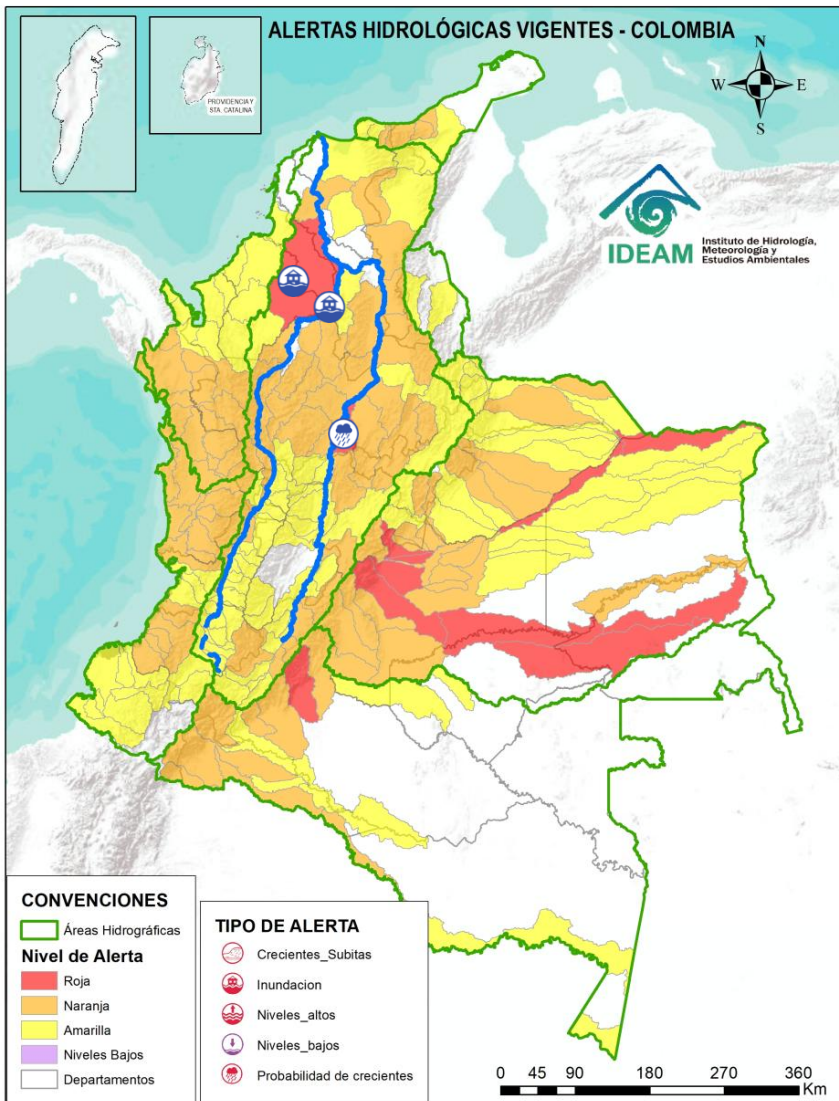 ALERTAS HIDROLÓGICAS VIGENTES - COLOMBIA
PROVIDENCIA Y
STA. CATALINA
N
W E
S
IDEAM
Instituto de Hidrología,
Meteorología y
Estudios Ambientales
CONVENCIONES
Áreas Hidrográficas
Nivel de Alerta
Roja
Naranja
Amarilla
Niveles Bajos
Departamentos
TIPO DE ALERTA
Crecientes_Subitas
Inundacion
Niveles_altos
Niveles_bajos
Probabilidad de crecientes
0 45 90 180 270 360
Km